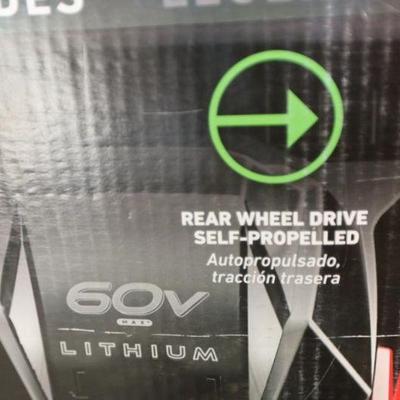 REAR WHEEL DRIVE
SELF-PROPELLED
Autopropulsado,
tracción trasera
60V
MAX*
LITHIUM